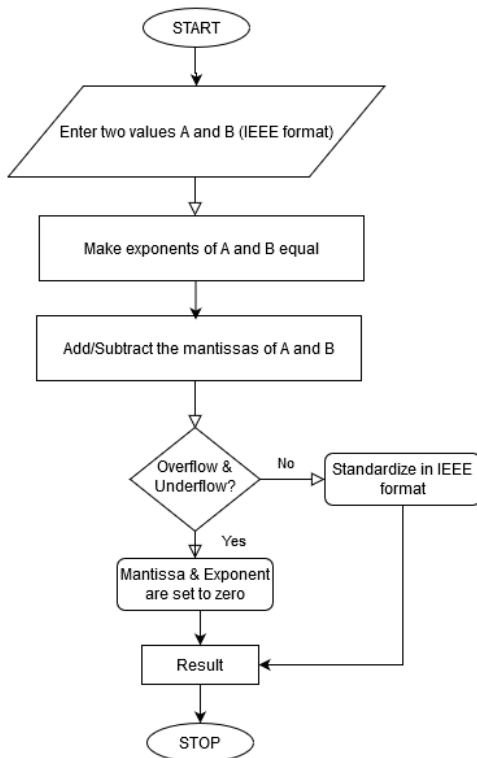 START
Enter two values A and B (IEEE format)
Make exponents of A and B equal
Add/Subtract the mantissas of A and B
Overflow &
Underflow?
No
Standardize in IEEE
format
Yes
Mantissa & Exponent
are set to zero
Result
STOP